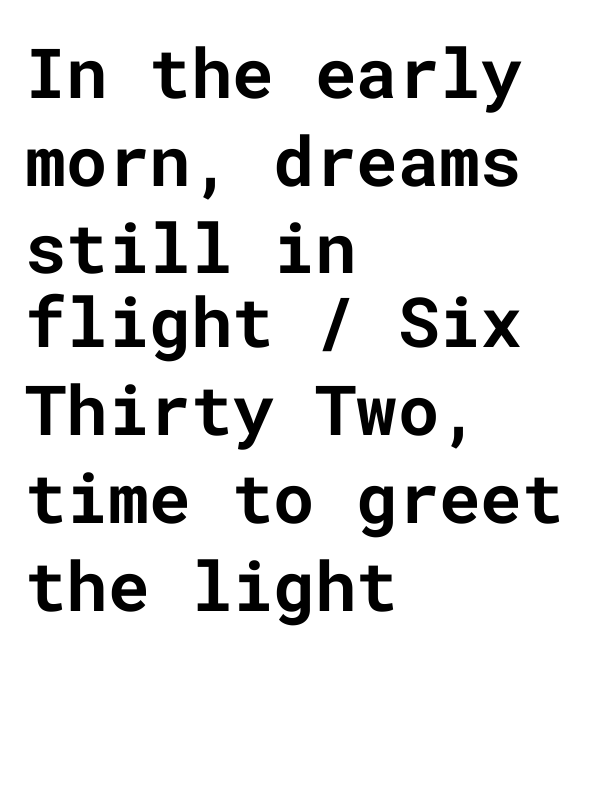 In the early
morn, dreams
still in
flight / Six
Thirty Two,
time to greet
the light